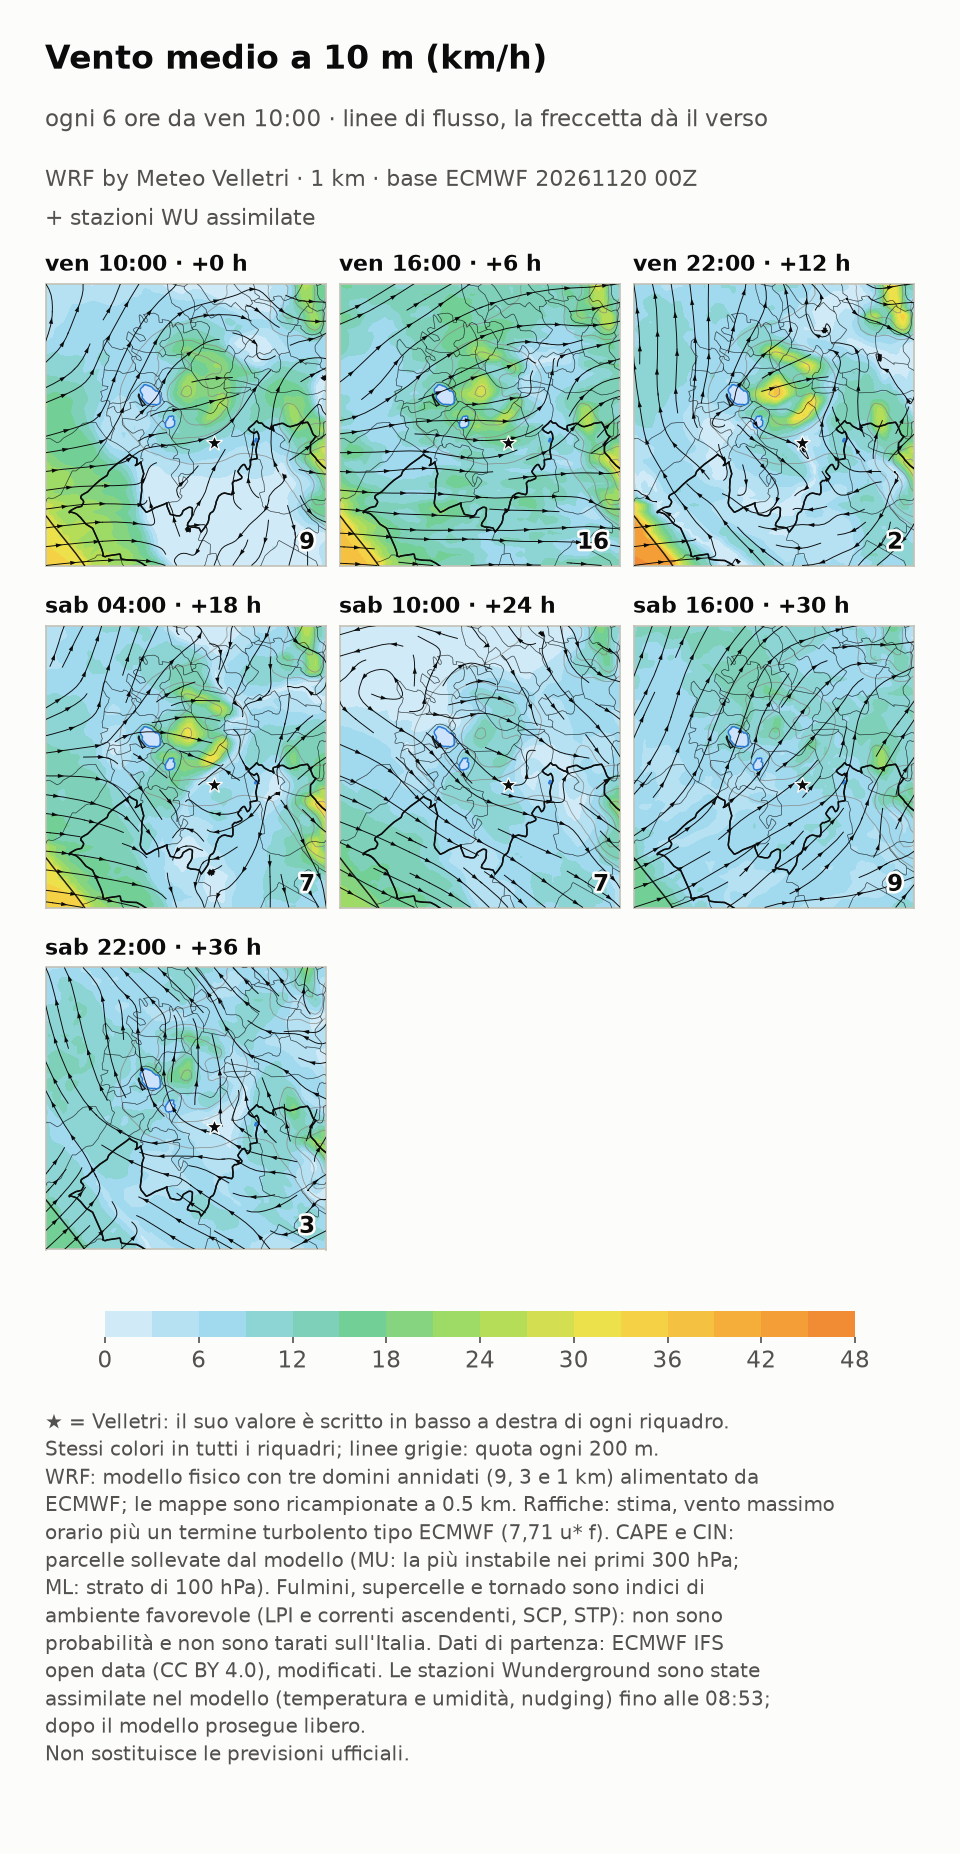 Vento medio a 10 m (km/h)
ogni 6 ore da ven 10:00 · linee di flusso, la freccetta dà il verso
WRF by Meteo Velletri · 1 km · base ECMWF 20261120 00Z
+ stazioni WU assimilate
ven 10:00 · +0 h
9
ven 16:00 · +6 h
16
ven 22:00 · +12 h
2
sab 04:00 · +18 h
7
sab 10:00 · +24 h
7
sab 16:00 · +30 h
9
sab 22:00 · +36 h
3
0 6 12 18 24 30 36 42 48
★ = Velletri: il suo valore è scritto in basso a destra di ogni riquadro.
Stessi colori in tutti i riquadri; linee grigie: quota ogni 200 m.
WRF: modello fisico con tre domini annidati (9, 3 e 1 km) alimentato da
ECMWF; le mappe sono ricampionate a 0.5 km. Raffiche: stima, vento massimo
orario più un termine turbolento tipo ECMWF (7,71 u* f). CAPE e CIN:
parcelle sollevate dal modello (MU: la più instabile nei primi 300 hPa;
ML: strato di 100 hPa). Fulmini, supercelle e tornado sono indici di
ambiente favorevole (LPI e correnti ascendenti, SCP, STP): non sono
probabilità e non sono tarati sull'Italia. Dati di partenza: ECMWF IFS
open data (CC BY 4.0), modificati. Le stazioni Wunderground sono state
assimilate nel modello (temperatura e umidità, nudging) fino alle 08:53;
dopo il modello prosegue libero.
Non sostituisce le previsioni ufficiali.